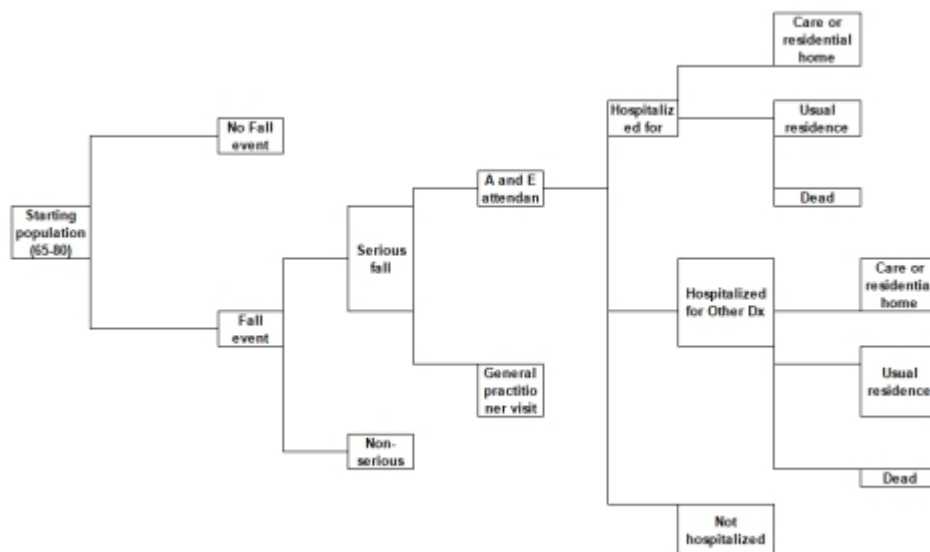 Care or
residential
home
Hospitaliz
ed for
Usual
residence
No Fall
event
A and E
attendan
Dead
Starting
population
(65-80)
Serious
fall
Hospitalized
for Other Dx
Care or
residentia
home
Fall
event
General
practitio
ner visit
Usual
residence
Non-
serious
Dead
Not
hospitalized